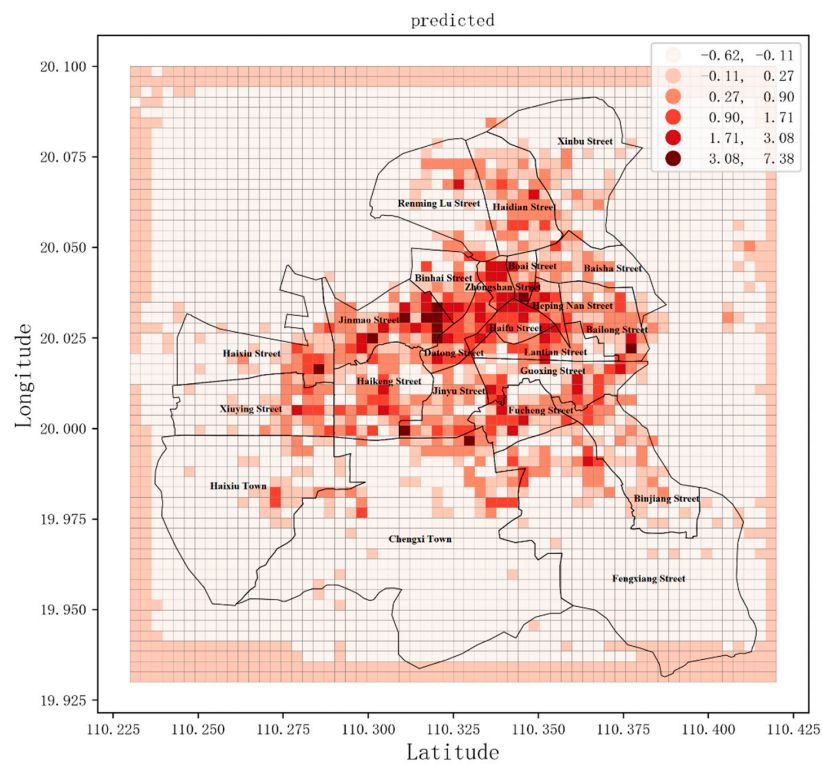 predicted
-0.62, -0.11
-0.11, 0.27
0.27, 0.90
0.90, 1.71
1.71, 3.08
3.08, 7.38
20.100
20.075
20.050
20.025
20.000
19.975
19.950
19.925
Longitude
Xinbu Street
Renming Lu Street
Haidian Street
Boai Street
Baisha Street
Binhai Street
Zhongshan Street
Heping Nan Street
Jinmao Street
Haifu Street
Bailong Street
Haixiu Street
Datong Street
Lantian Street
Guoxing Street
Haikeng Street
Jinyu Street
Xiuying Street
Fucheng Street
Haixiu Town
Binjiang Street
Chengxi Town
Fengxiang Street
110.225
110.250
110.275
110.300
110.325
110.350
110.375
110.400
110.425
Latitude